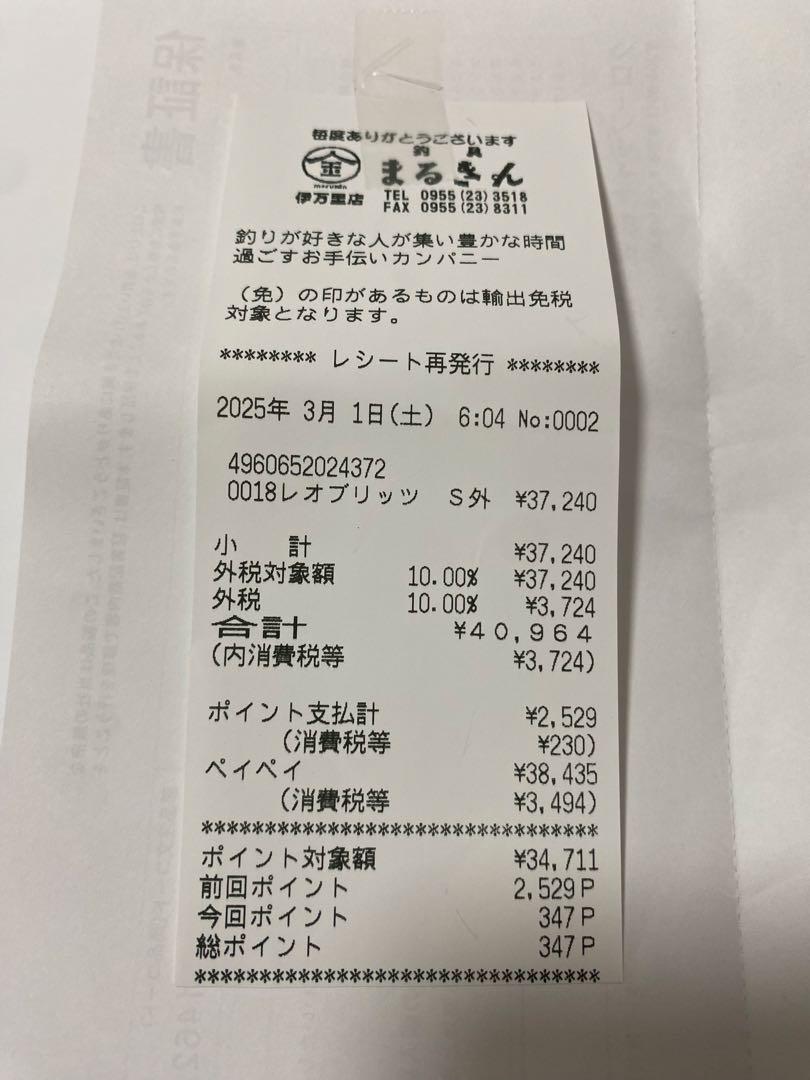 毎度ありがとうございます
釣具
金 まるきん
marukin
伊万里店 TEL 0955(23)3518
FAX 0955(23)8311
釣りが好きな人が集い豊かな時間
過ごすお手伝いカンパニー
(免)の印があるものは輸出免税
対象となります。
******** レシート再発行 ********
2025年 3月 1日(土) 6:04 No:0002
4960652024372
0018レオブリッツ S外 ¥37,240
小計 ¥37,240
外税対象額 10.00% ¥37,240
外税 10.00% ¥3,724
合計 ¥40,964
(内消費税等 ¥3,724)
ポイント支払計 ¥2,529
(消費税等 ¥230)
ペイペイ ¥38,435
(消費税等 ¥3,494)
********************************
ポイント対象額 ¥34,711
前回ポイント 2,529P
今回ポイント 347P
総ポイント 347P
********************************
保証書